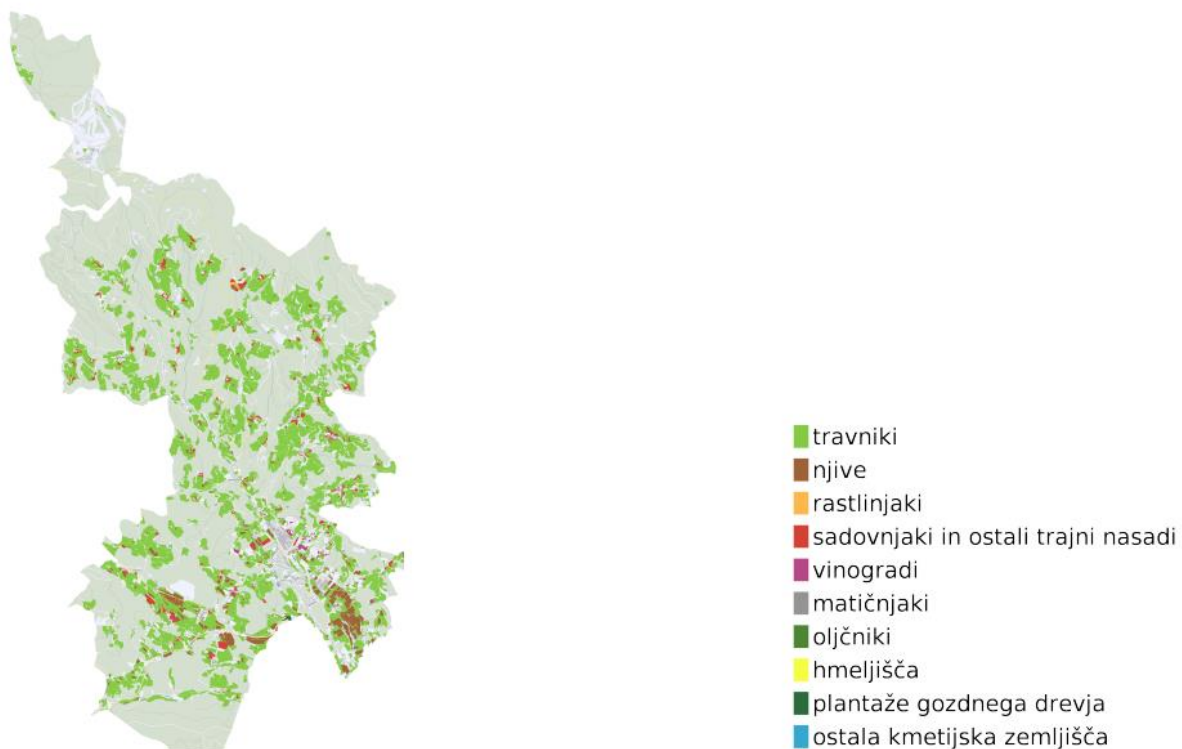 travniki
njive
rastlinjaki
sadovnjaki in ostali trajni nasadi
vinogradi
matičnjaki
oljčniki
hmeljišča
plantaže gozdnega drevja
ostala kmetijska zemljišča